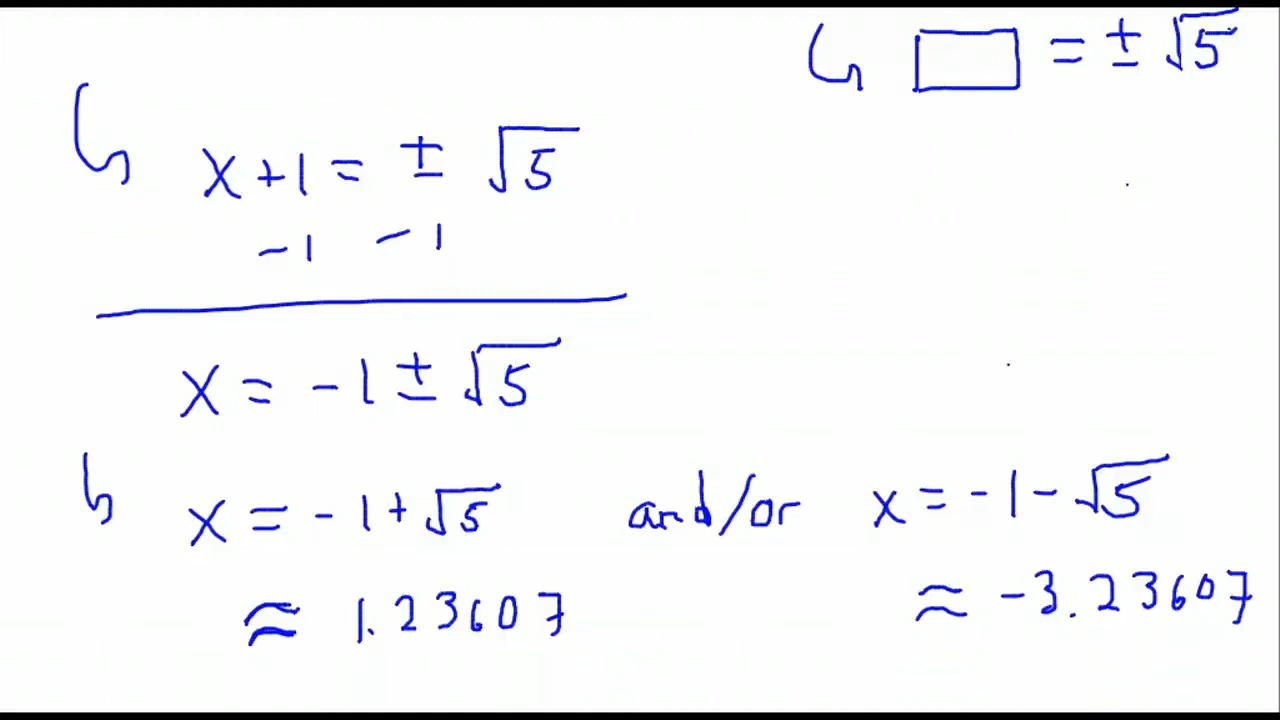 □ = ± √5
x + 1 = ± √5
- 1 - 1
x = - 1 ± √5
x = - 1 + √5 and/or x = - 1 - √5
≈ 1.23607 ≈ - 3.23607